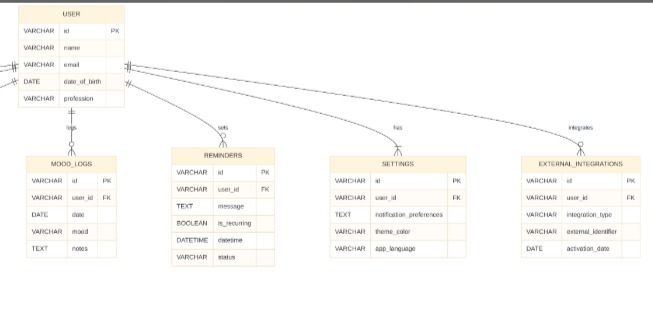 USER
VARCHAR id PK
VARCHAR name
VARCHAR email
DATE date_of_birth
VARCHAR profession
logs
sets
has
integrates
MOOD_LOGS
VARCHAR id PK
VARCHAR user_id FK
DATE date
VARCHAR mood
TEXT notes
REMINDERS
VARCHAR id PK
VARCHAR user_id FK
TEXT message
BOOLEAN is_recurring
DATETIME datetime
VARCHAR status
SETTINGS
VARCHAR id PK
VARCHAR user_id FK
TEXT notification_preferences
VARCHAR theme_color
VARCHAR app_language
EXTERNAL_INTEGRATIONS
VARCHAR id PK
VARCHAR user_id FK
VARCHAR integration_type
VARCHAR external_identifier
DATE activation_date